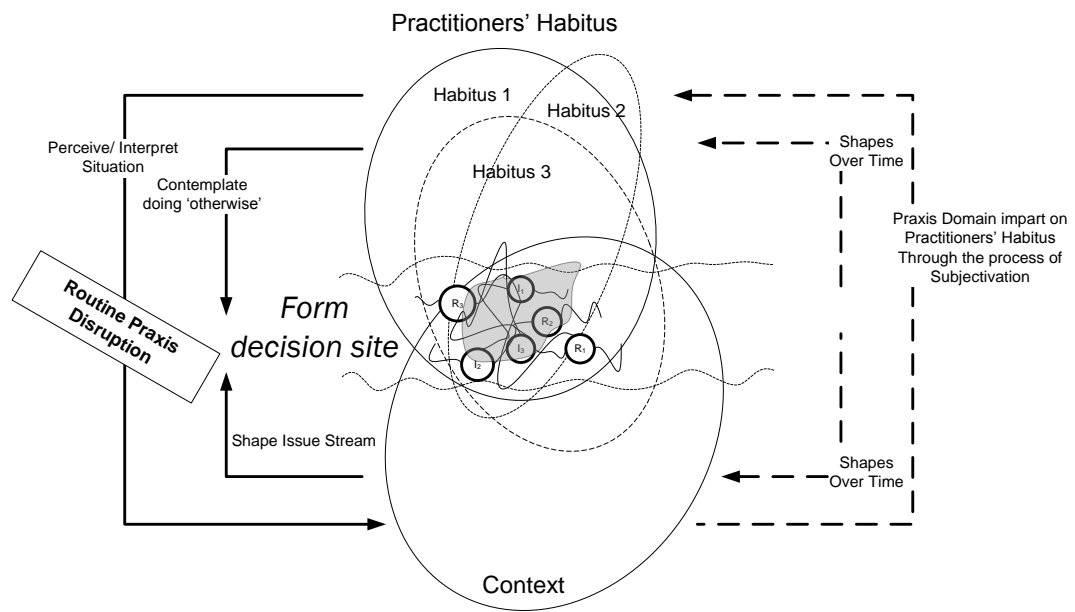 Practitioners' Habitus
Habitus 1
Habitus 2
Habitus 3
Perceive/ Interpret
Situation
Contemplate
doing 'otherwise'
Shapes
Over Time
Praxis Domain impart on
Practitioners' Habitus
Through the process of
Subjectivation
Routine Praxis
Disruption
Form
decision site
R3
I1
R2
I3
R1
I2
Shape Issue Stream
Shapes
Over Time
Context